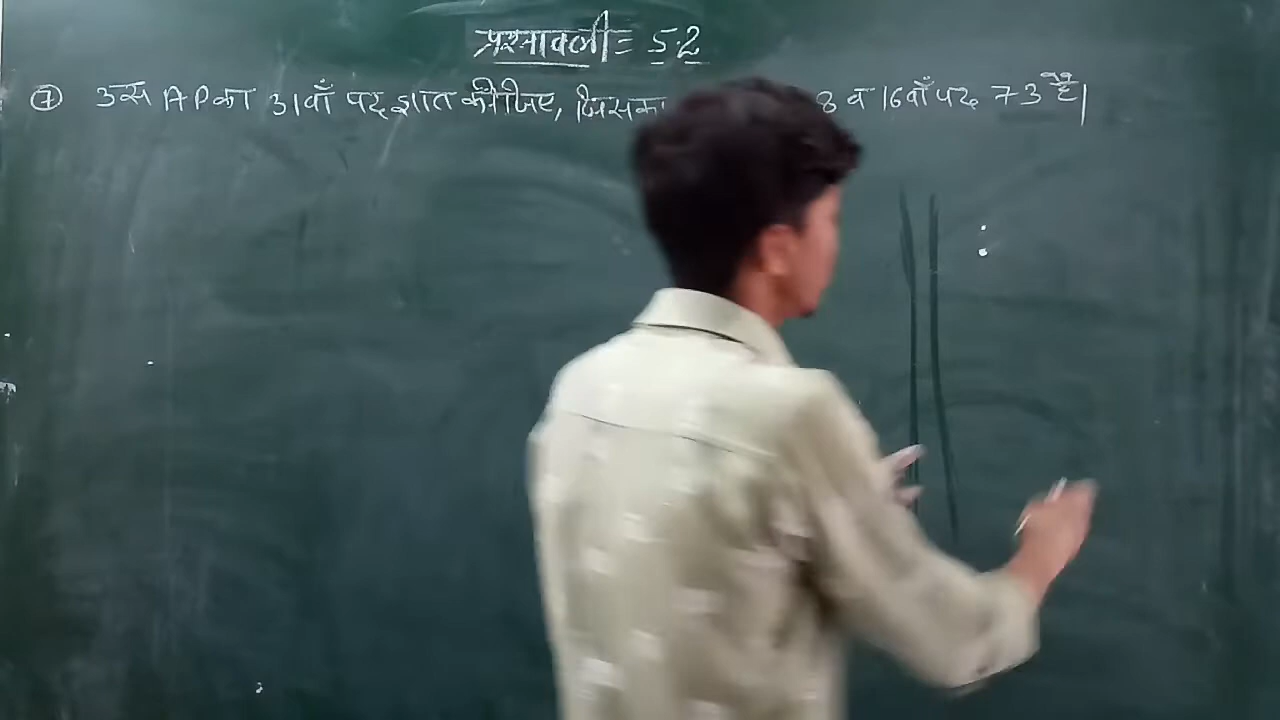 प्रश्नावली = 5.2
⑦ उस AP का 31वाँ पद ज्ञात कीजिए, जिसका 8 व 16वाँ पद 73 है।